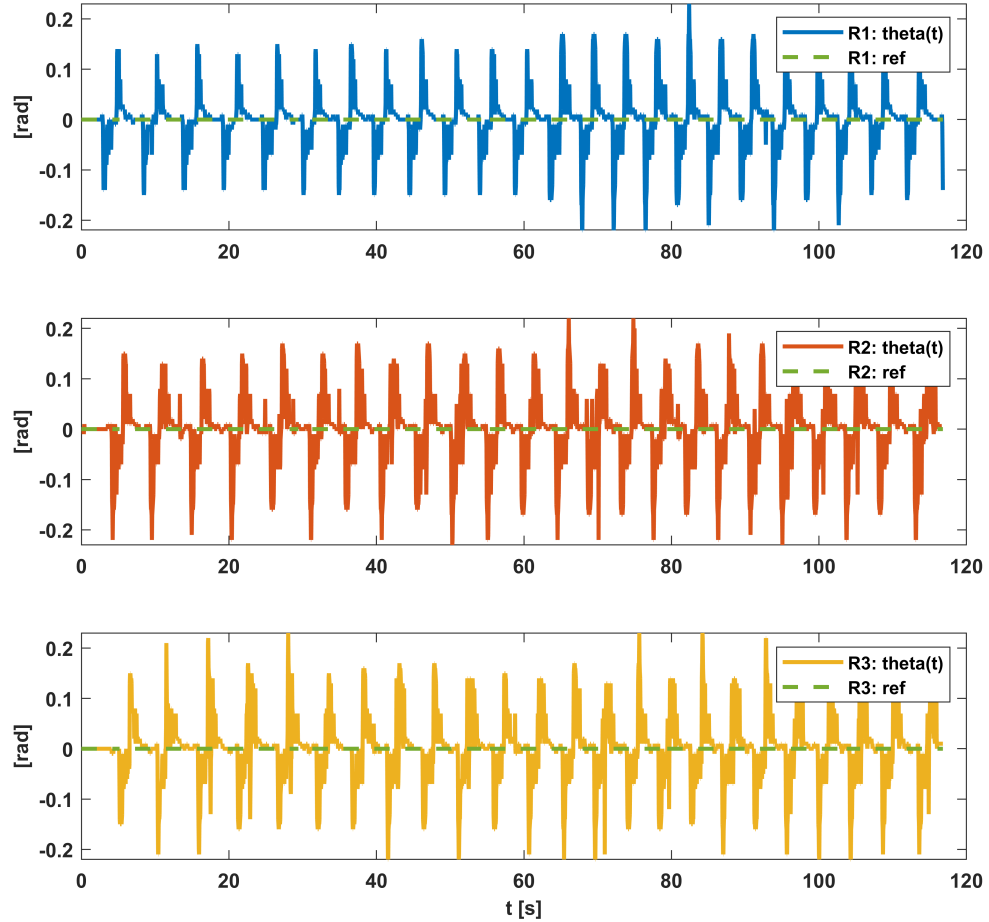 0.2
0.1
0
-0.1
-0.2
[rad]
R1: theta(t)
R1: ref
0 20 40 60 80 100 120
0.2
0.1
0
-0.1
-0.2
[rad]
R2: theta(t)
R2: ref
0 20 40 60 80 100 120
0.2
0.1
0
-0.1
-0.2
[rad]
R3: theta(t)
R3: ref
0 20 40 60 80 100 120
t [s]